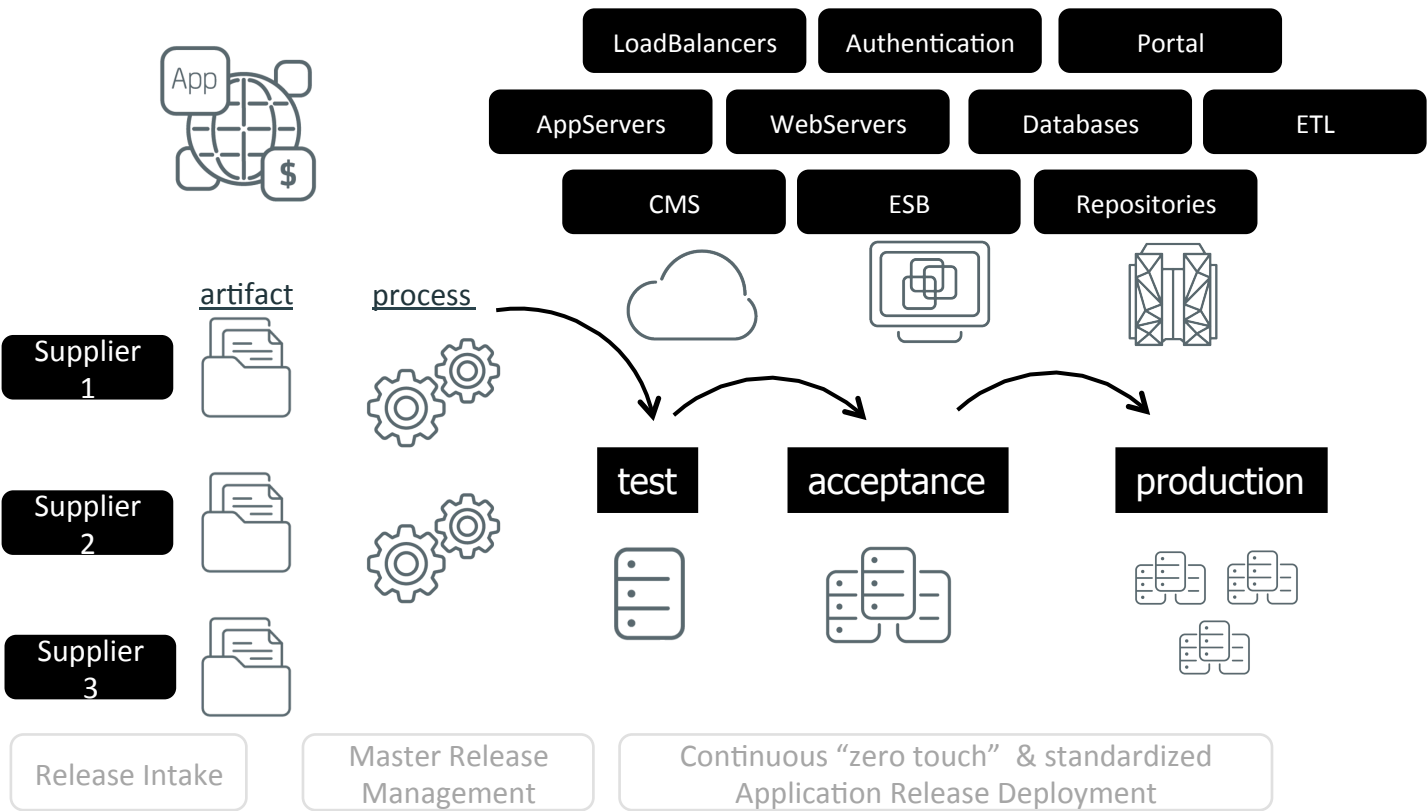 LoadBalancers
Authentication
Portal
App
$
AppServers
WebServers
Databases
ETL
CMS
ESB
Repositories
artifact
process
Supplier
1
Supplier
2
Supplier
3
test
acceptance
production
Release Intake
Master Release
Management
Continuous “zero touch” & standardized
Application Release Deployment